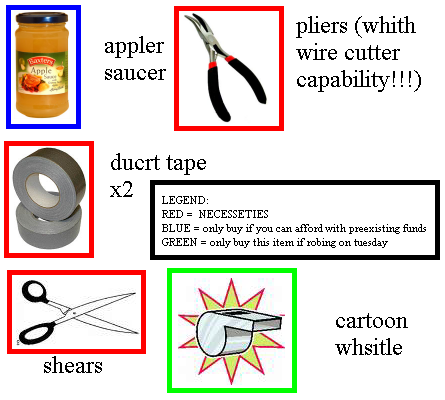 Baxters
Apple
Sauce
appler
saucer
pliers (whith
wire cutter
capability!!!)
ducrt tape
x2
LEGEND:
RED = NECESSETIES
BLUE = only buy if you can afford with preexisting funds
GREEN = only buy this item if robing on tuesday
shears
cartoon
whsitle